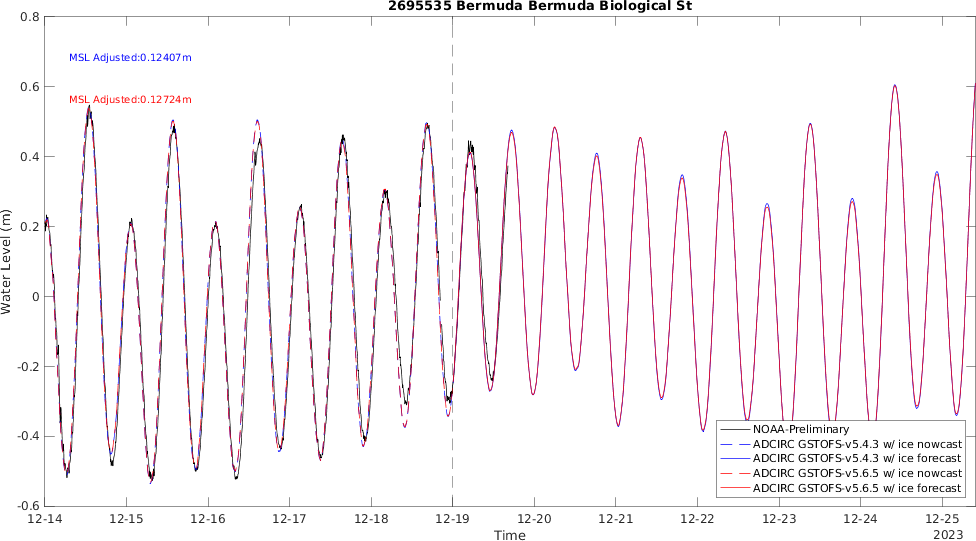 2695535 Bermuda Bermuda Biological St
0.8
MSL Adjusted:0.12407m
0.6
MSL Adjusted:0.12724m
0.4
0.2
Water Level (m)
0
-0.2
-0.4
NOAA-Preliminary
ADCIRC GSTOFS-v5.4.3 w/ ice nowcast
ADCIRC GSTOFS-v5.4.3 w/ ice forecast
ADCIRC GSTOFS-v5.6.5 w/ ice nowcast
ADCIRC GSTOFS-v5.6.5 w/ ice forecast
-0.6
12-14 12-15 12-16 12-17 12-18 12-19 12-20 12-21 12-22 12-23 12-24 12-25
Time
2023